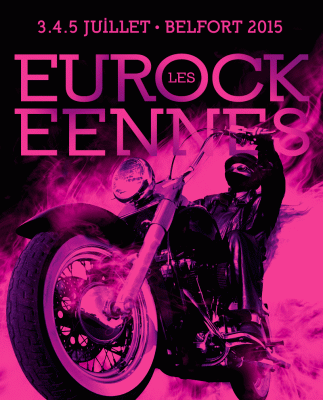 3.4.5 JUILLET • BELFORT 2015
EUROCK
LES
EENNES